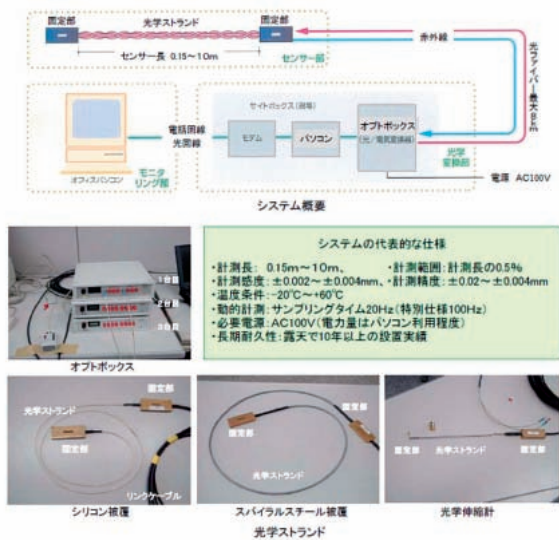 固定部
光学ストランド
固定部
センサー長 0.15～10m
センサー部
赤外線
光ファイバー最大8km
サイトボックス(現場)
モデム
パソコン
オプトボックス
(光/電気変換器)
電話回線
光回線
オフィスパソコン
モニタリング部
光学変換部
電源 AC100V
システム概要
1台目
2台目
3台目
オプトボックス
システムの代表的な仕様
・計測長: 0.15m～10m、 ・計測範囲:計測長の0.5%
・計測感度:±0.002～±0.004mm、・計測精度:±0.02～±0.004mm
・温度条件:-20℃～+60℃
・動的計測:サンプリングタイム20Hz(特別仕様100Hz)
・必要電源:AC100V(電力量はパソコン利用程度)
・長期耐久性:露天で10年以上の設置実績
光学ストランド
固定部
固定部
リンクケーブル
シリコン被覆
固定部
固定部
光学ストランド
スパイラルスチール被覆
固定部
固定部
光学ストランド
光学伸縮計
光学ストランド